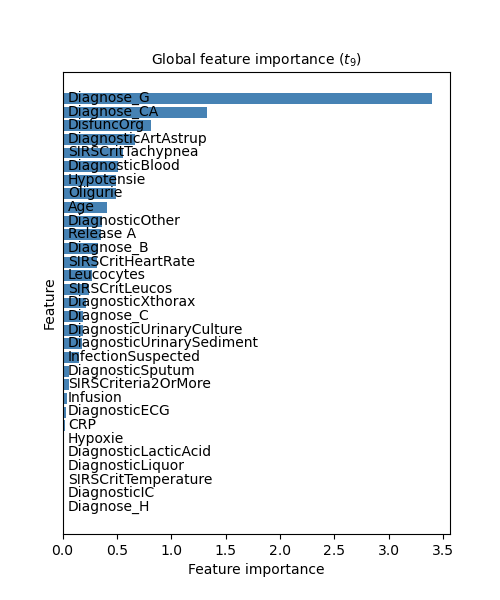 Global feature importance (t9)
Diagnose_G
Diagnose_CA
DisfuncOrg
DiagnosticArtAstrup
SIRSCritTachypnea
DiagnosticBlood
Hypotensie
Oligurie
Age
DiagnosticOther
Release A
Diagnose_B
SIRSCritHeartRate
Leucocytes
SIRSCritLeucos
DiagnosticXthorax
Diagnose_C
DiagnosticUrinaryCulture
DiagnosticUrinarySediment
InfectionSuspected
DiagnosticSputum
SIRSCriteria2OrMore
Infusion
DiagnosticECG
CRP
Hypoxie
DiagnosticLacticAcid
DiagnosticLiquor
SIRSCritTemperature
DiagnosticIC
Diagnose_H
Feature
0.0 0.5 1.0 1.5 2.0 2.5 3.0 3.5
Feature importance